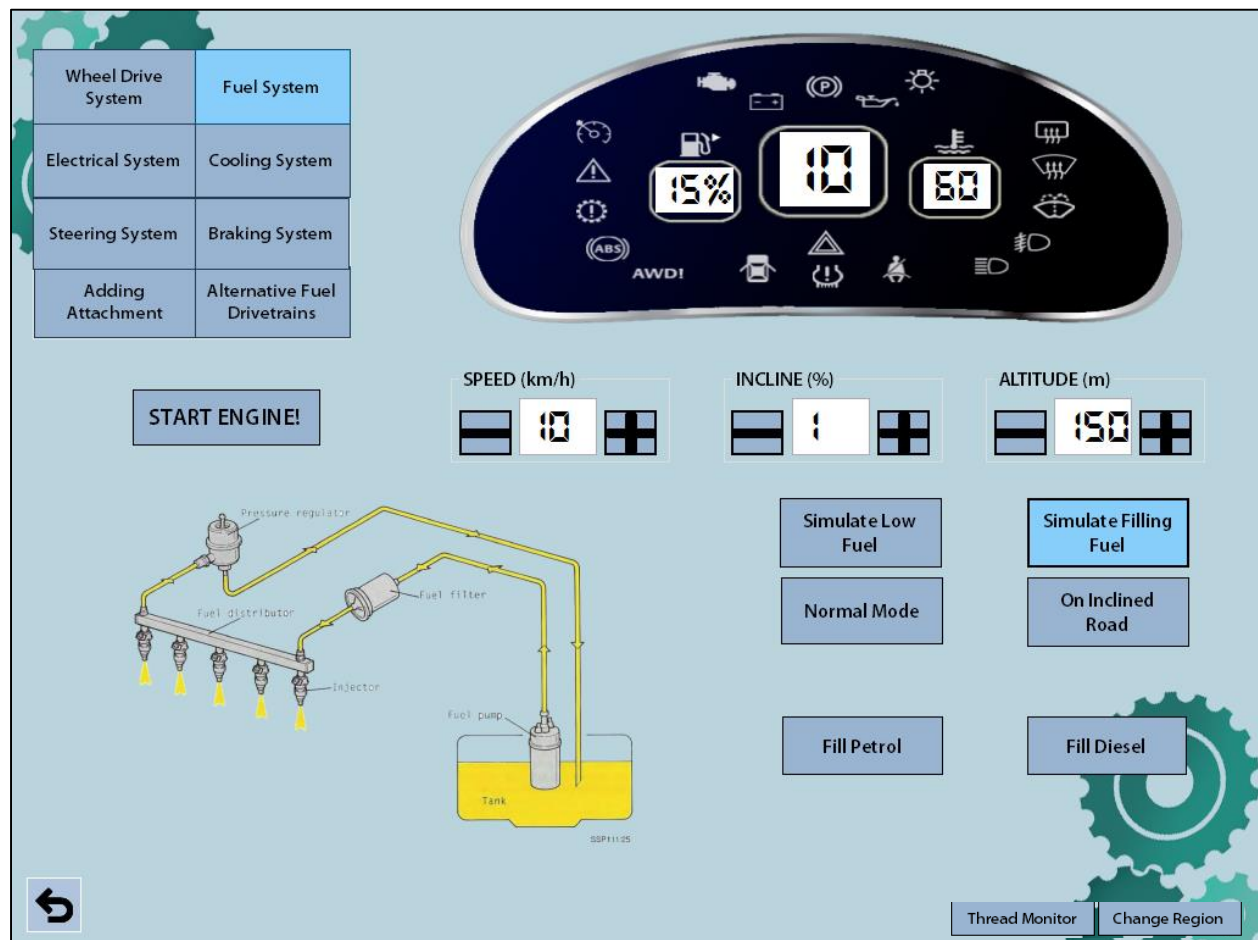 Wheel Drive
System
Fuel System
Electrical System
Cooling System
Steering System
Braking System
Adding
Attachment
Alternative Fuel
Drivetrains
P
15%
10
60
ABS
AWD!
START ENGINE!
SPEED (km/h)
10
INCLINE (%)
1
ALTITUDE (m)
150
Pressure regulator
Fuel filter
Fuel distributor
Injector
Fuel pump
Tank
SSP11125
Simulate Low
Fuel
Simulate Filling
Fuel
Normal Mode
On Inclined
Road
Fill Petrol
Fill Diesel
Thread Monitor
Change Region